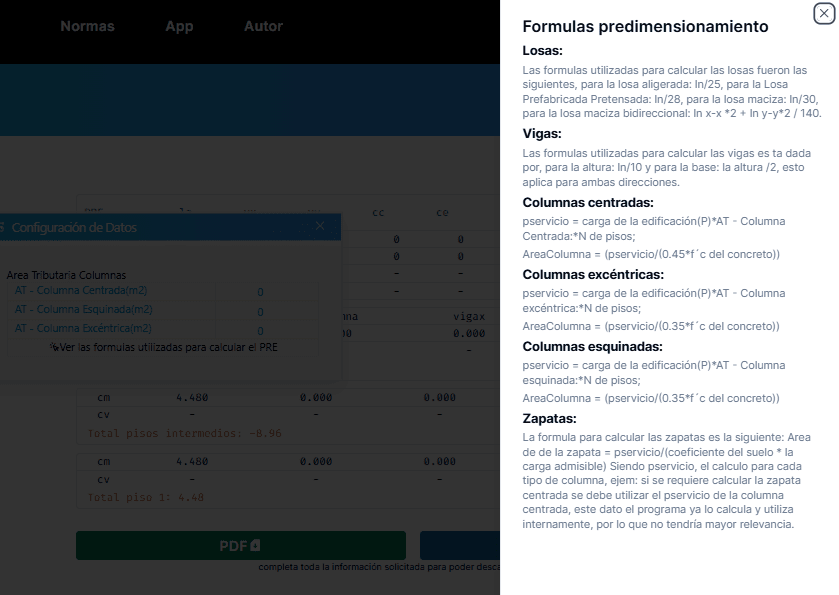 Normas App Autor
cc ce
Configuración de Datos
0 0
0 0
Area Tributaria Columnas
- -
AT - Columna Centrada(m2) 0
- -
AT - Columna Esquinada(m2) 0
vigax
AT - Columna Excéntrica(m2) 0
0.000
Ver las formulas utilizadas para calcular el PRE
-
cm 4.480 0.000 0.000
cv - - -
Total pisos intermedios: -6.96
cm 4.480 0.000 0.000
cv - - -
Total piso 1: 4.48
PDF
completa toda la información solicitada para poder desca
Formulas predimensionamiento
Losas:
Las formulas utilizadas para calcular las losas fueron las
siguientes, para la losa aligerada: ln/25, para la Losa
Prefabricada Pretensada: ln/28, para la losa maciza: ln/30,
para la losa maciza bidireccional: ln x-x *2 + ln y-y*2 / 140.
Vigas:
Las formulas utilizadas para calcular las vigas es ta dada
por, para la altura: ln/10 y para la base: la altura /2, esto
aplica para ambas direcciones.
Columnas centradas:
pservicio = carga de la edificación(P)*AT - Columna
Centrada:*N de pisos;
AreaColumna = (pservicio/(0.45*f´c del concreto))
Columnas excéntricas:
pservicio = carga de la edificación(P)*AT - Columna
excéntrica:*N de pisos;
AreaColumna = (pservicio/(0.35*f´c del concreto))
Columnas esquinadas:
pservicio = carga de la edificación(P)*AT - Columna
esquinada:*N de pisos;
AreaColumna = (pservicio/(0.35*f´c del concreto))
Zapatas:
La formula para calcular las zapatas es la siguiente: Area
de de la zapata = pservicio/(coeficiente del suelo * la
carga admisible) Siendo pservicio, el calculo para cada
tipo de columna, ejem: si se requiere calcular la zapata
centrada se debe utilizar el pservicio de la columna
centrada, este dato el programa ya lo calcula y utiliza
internamente, por lo que no tendría mayor relevancia.